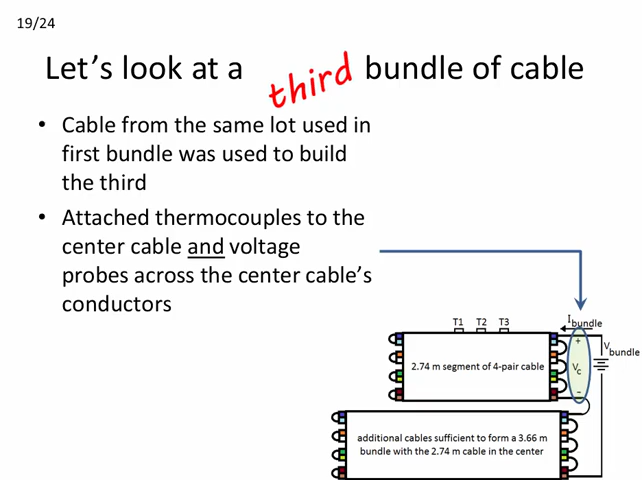 19/24
Let's look at a third bundle of cable
• Cable from the same lot used in
first bundle was used to build
the third
• Attached thermocouples to the
center cable and voltage
probes across the center cable's
conductors
T1 T2 T3
Ibundle
+
Vbundle
2.74 m segment of 4-pair cable
Vc
–
additional cables sufficient to form a 3.66 m
bundle with the 2.74 m cable in the center